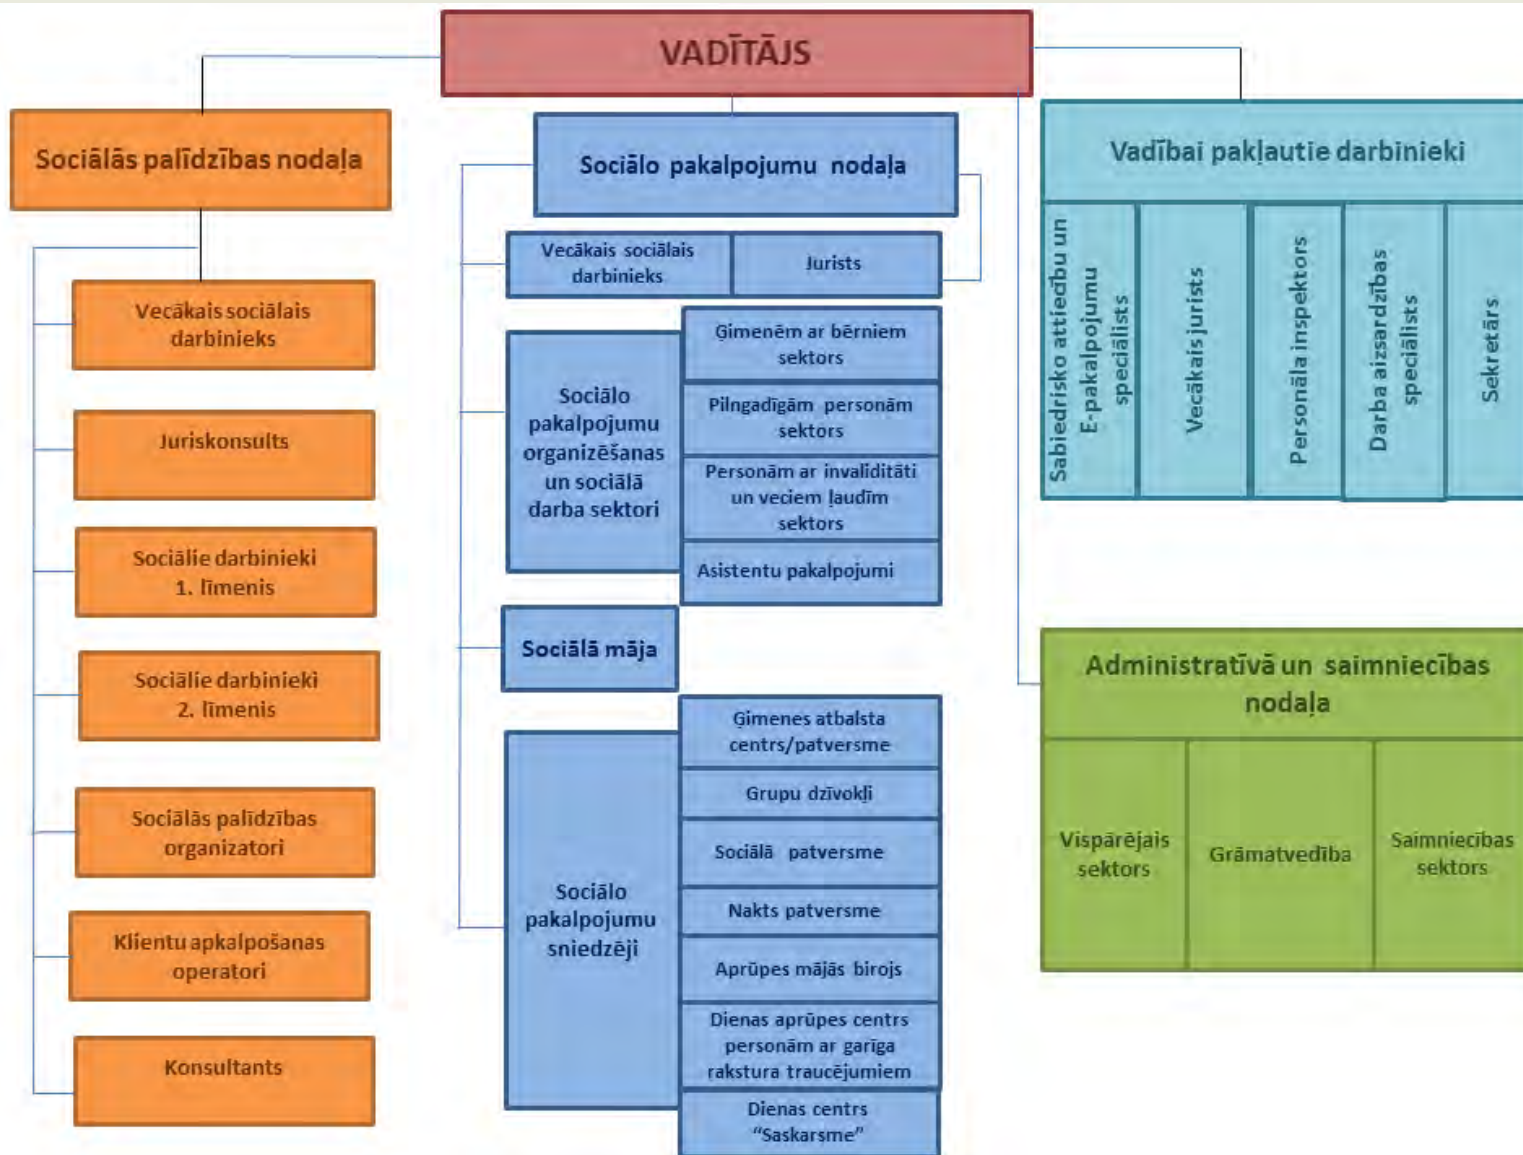 VADĪTĀJS
Sociālās palīdzības nodaļa
Vecākais sociālais
darbinieks
Juriskonsults
Sociālie darbinieki
1. līmenis
Sociālie darbinieki
2. līmenis
Sociālās palīdzības
organizatori
Klientu apkalpošanas
operatori
Konsultants
Sociālo pakalpojumu nodaļa
Vecākais sociālais
darbinieks
Jurists
Sociālo
pakalpojumu
organizēšanas
un sociālā
darba sektori
Ģimenēm ar bērniem
sektors
Pilngadīgām personām
sektors
Personām ar invaliditāti
un veciem ļaudīm
sektors
Asistentu pakalpojumi
Sociālā māja
Sociālo
pakalpojumu
sniedzēji
Ģimenes atbalsta
centrs/patversme
Grupu dzīvokļi
Sociālā patversme
Nakts patversme
Aprūpes mājās birojs
Dienas aprūpes centrs
personām ar garīga
rakstura traucējumiem
Dienas centrs
“Saskarsme”
Vadībai pakļautie darbinieki
Sabiedrisko attiecību un
E-pakalpojumu
speciālists
Vecākais jurists
Personāla inspektors
Darba aizsardzības
speciālists
Sekretārs
Administratīvā un saimniecības
nodaļa
Vispārējais
sektors
Grāmatvedība
Saimniecības
sektors